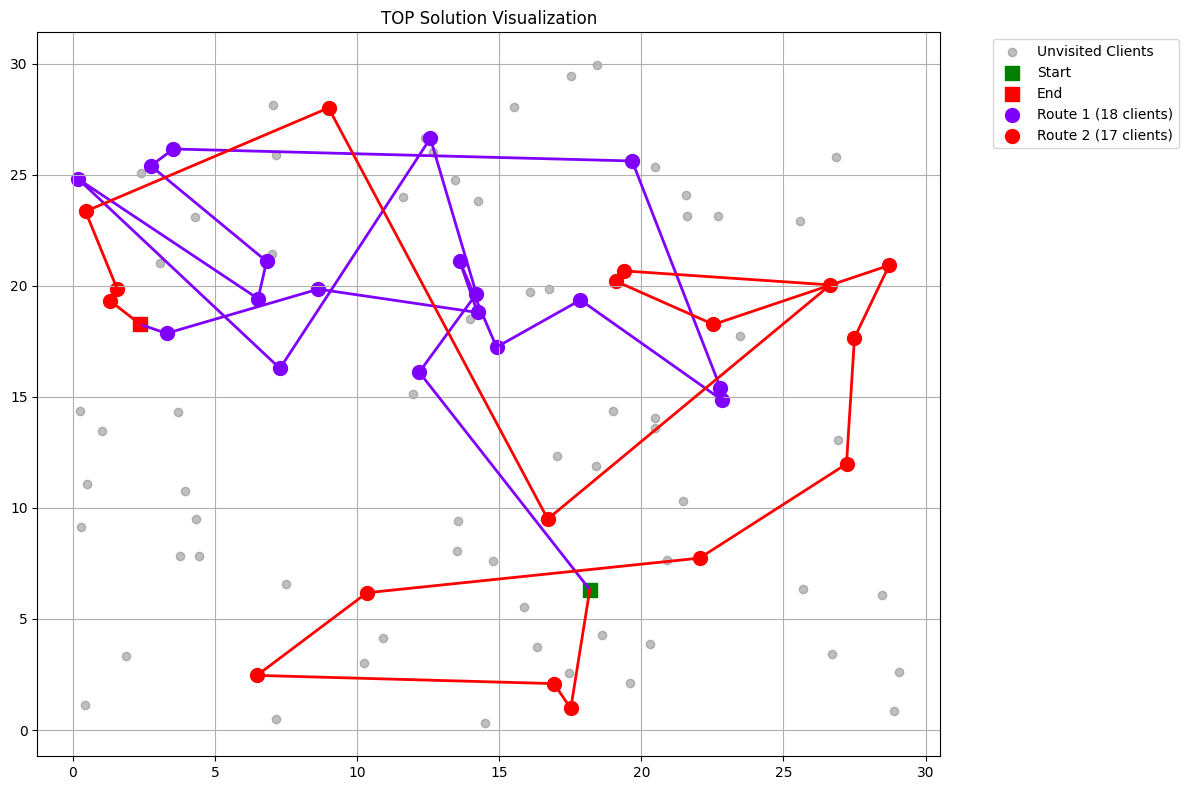 TOP Solution Visualization
Unvisited Clients
Start
End
Route 1 (18 clients)
Route 2 (17 clients)
30
25
20
15
10
5
0
0 5 10 15 20 25 30